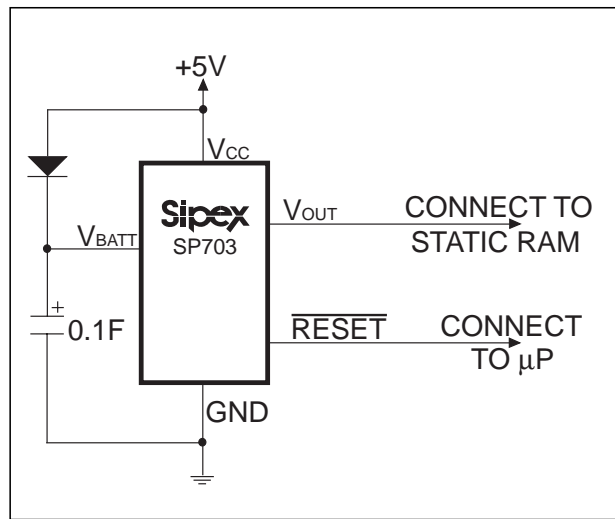 +5V
VCC
Sipex
SP703
VBATT
VOUT
CONNECT TO
STATIC RAM
+
0.1F
RESET
CONNECT
TO μP
GND